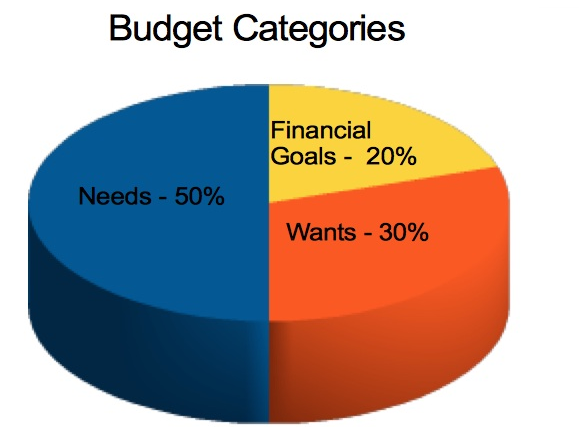 Budget Categories
Financial
Goals -  20%
Needs - 50%
Wants - 30%